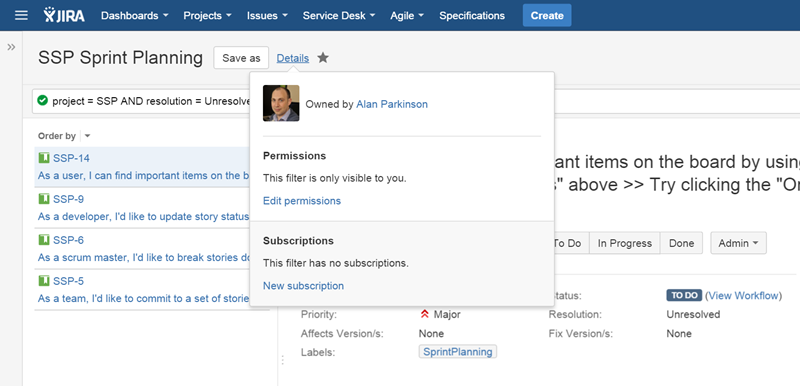 JIRA Dashboards Projects Issues Service Desk Agile Specifications Create
SSP Sprint Planning Save as Details
project = SSP AND resolution = Unresolved
Owned by Alan Parkinson
Permissions
This filter is only visible to you.
Edit permissions
Subscriptions
This filter has no subscriptions.
New subscription
Order by
SSP-14
As a user, I can find important items on the b
SSP-9
As a developer, I'd like to update story status
SSP-6
As a scrum master, I'd like to break stories do
SSP-5
As a team, I'd like to commit to a set of storie
ant items on the board by using
s" above >> Try clicking the "Or
To Do In Progress Done Admin
Status: TO DO (View Workflow)
Priority: Major Resolution: Unresolved
Affects Version/s: None Fix Version/s: None
Labels: SprintPlanning